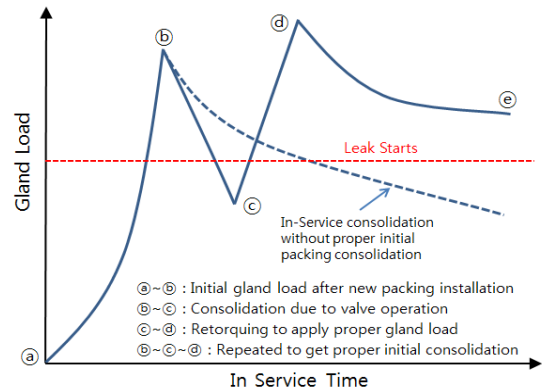 ⓑ
ⓓ
ⓔ
Gland Load
Leak Starts
ⓒ
In-Service consolidation
without proper initial
packing consolidation
ⓐ~ⓑ : Initial gland load after new packing installation
ⓑ~ⓒ : Consolidation due to valve operation
ⓒ~ⓓ : Retorquing to apply proper gland load
ⓑ~ⓒ~ⓓ : Repeated to get proper initial consolidation
ⓐ
In Service Time